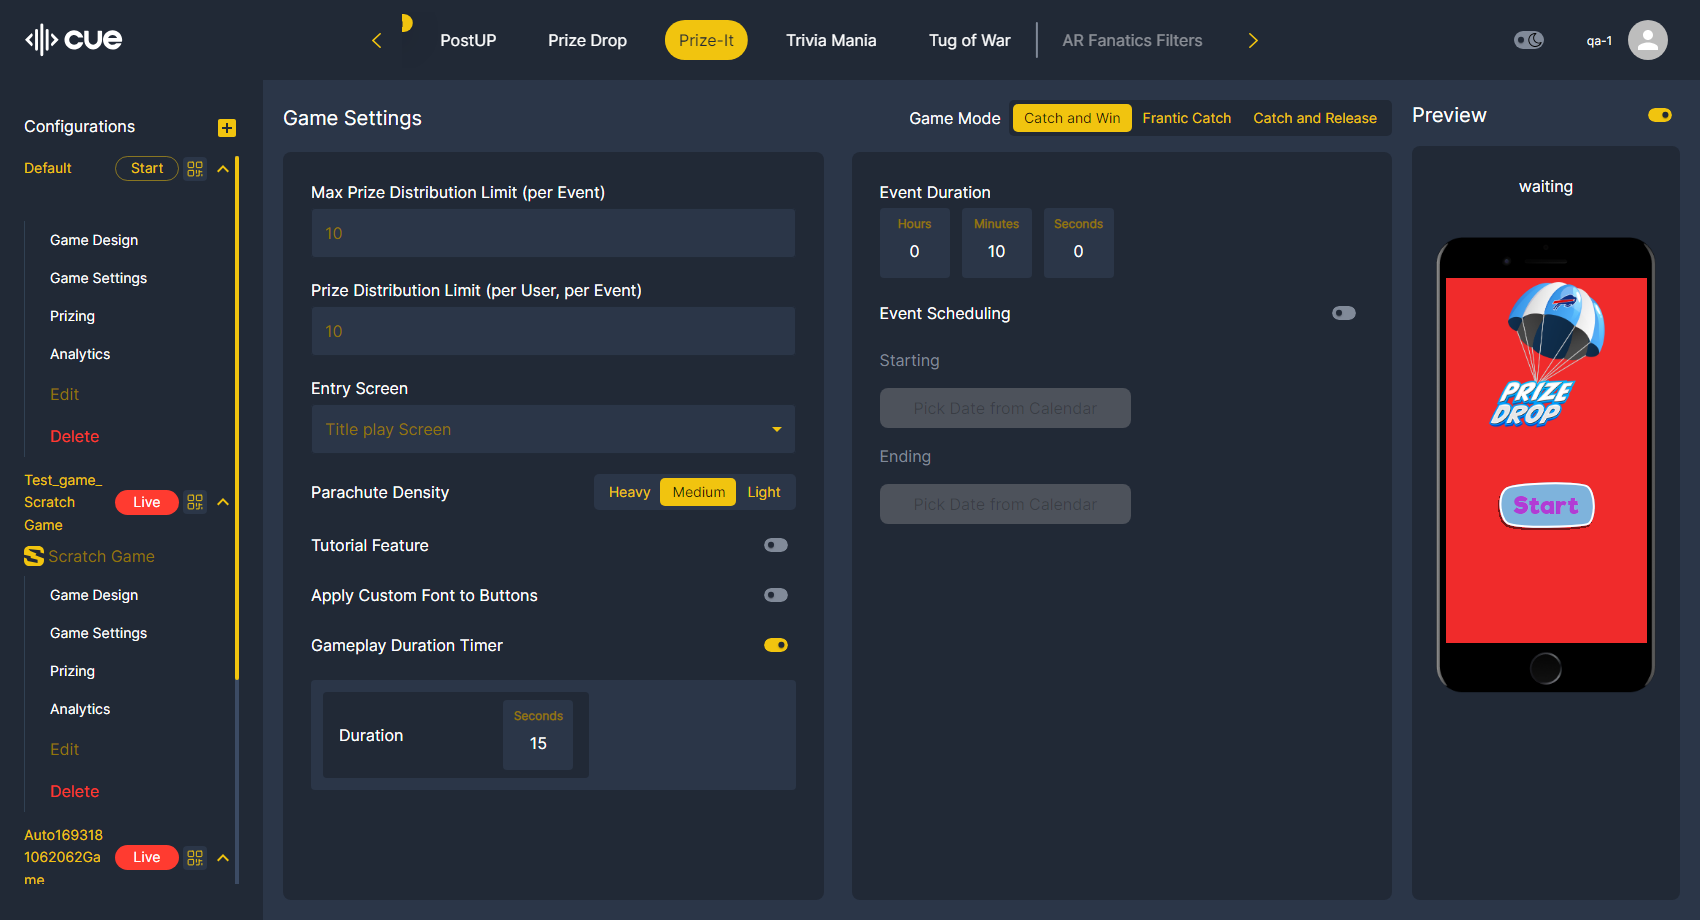 cue
PostUP
Prize Drop
Prize-It
Trivia Mania
Tug of War
AR Fanatics Filters
qa-1
Configurations
Default
Start
Game Design
Game Settings
Prizing
Analytics
Edit
Delete
Test_game_
Scratch
Game
Live
Scratch Game
Game Design
Game Settings
Prizing
Analytics
Edit
Delete
Auto169318
1062062Ga
me
Live
Game Settings
Game Mode
Catch and Win
Frantic Catch
Catch and Release
Max Prize Distribution Limit (per Event)
10
Prize Distribution Limit (per User, per Event)
10
Entry Screen
Title play Screen
Parachute Density
Heavy
Medium
Light
Tutorial Feature
Apply Custom Font to Buttons
Gameplay Duration Timer
Duration
Seconds
15
Event Duration
Hours
0
Minutes
10
Seconds
0
Event Scheduling
Starting
Pick Date from Calendar
Ending
Pick Date from Calendar
Preview
waiting
PRIZE
DROP
Start